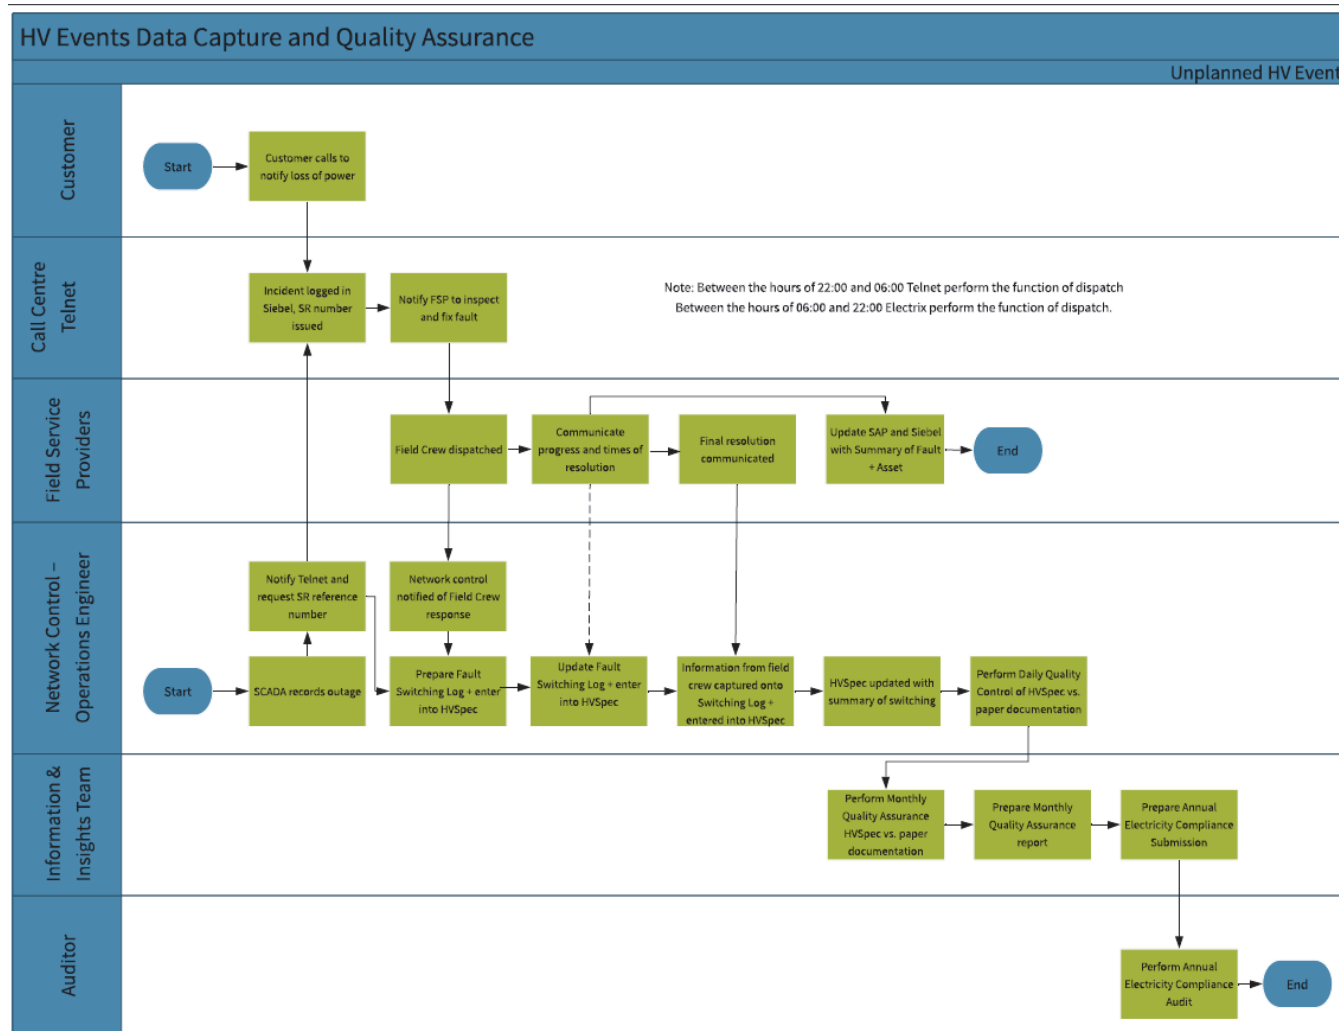 HV Events Data Capture and Quality Assurance
Unplanned HV Event
Customer
Start
Customer calls to
notify loss of power
Call Centre
Telnet
Incident logged in
Siebel, SR number
issued
Notify FSP to inspect
and fix fault
Note: Between the hours of 22:00 and 06:00 Telnet perform the function of dispatch
Between the hours of 06:00 and 22:00 Electrix perform the function of dispatch.
Field Service
Providers
Field Crew dispatched
Communicate
progress and times of
resolution
Final resolution
communicated
Update SAP and Siebel
with Summary of Fault
+ Asset
End
Network Control –
Operations Engineer
Notify Telnet and
request SR reference
number
Network control
notified of Field Crew
response
Start
SCADA records outage
Prepare Fault
Switching Log + enter
into HVSpec
Update Fault
Switching Log + enter
into HVSpec
Information from field
crew captured onto
Switching Log +
entered into HVSpec
HVSpec updated with
summary of switching
Perform Daily Quality
Control of HVSpec vs.
paper documentation
Information &
Insights Team
Perform Monthly
Quality Assurance
HVSpec vs. paper
documentation
Prepare Monthly
Quality Assurance
report
Prepare Annual
Electricity Compliance
Submission
Auditor
Perform Annual
Electricity Compliance
Audit
End